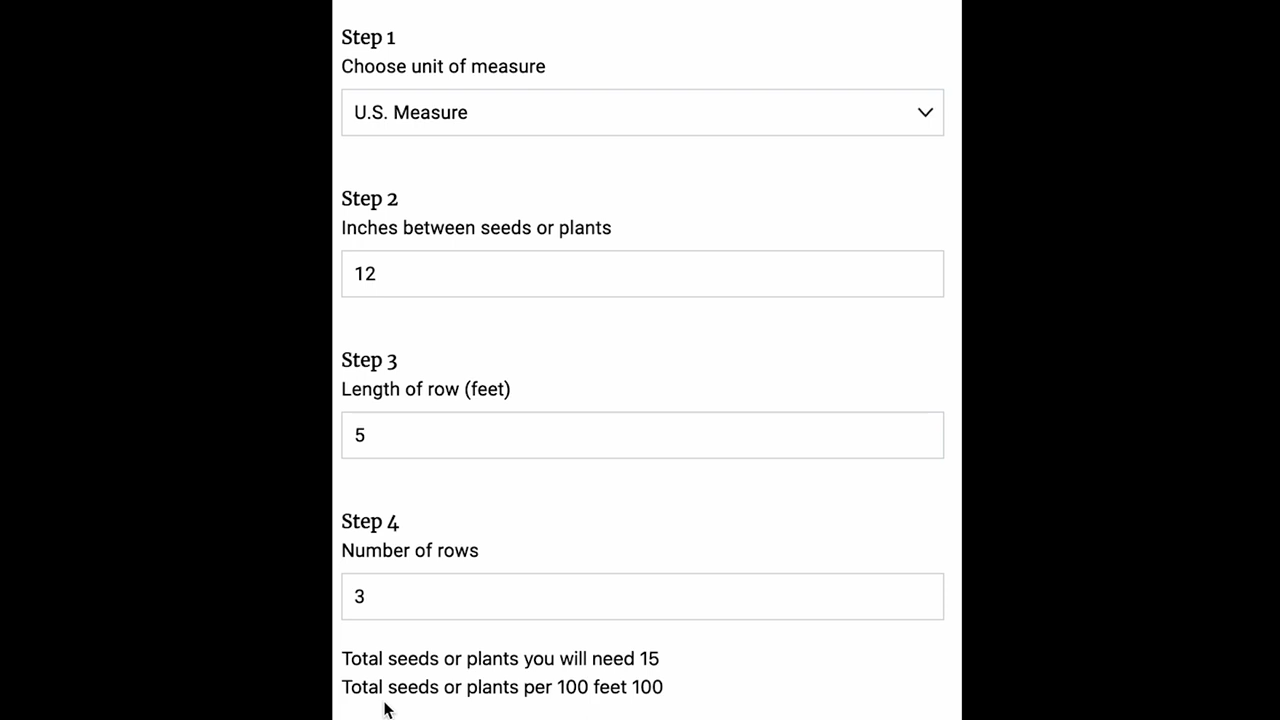 Step 1
Choose unit of measure
U.S. Measure
Step 2
Inches between seeds or plants
12
Step 3
Length of row (feet)
5
Step 4
Number of rows
3
Total seeds or plants you will need 15
Total seeds or plants per 100 feet 100